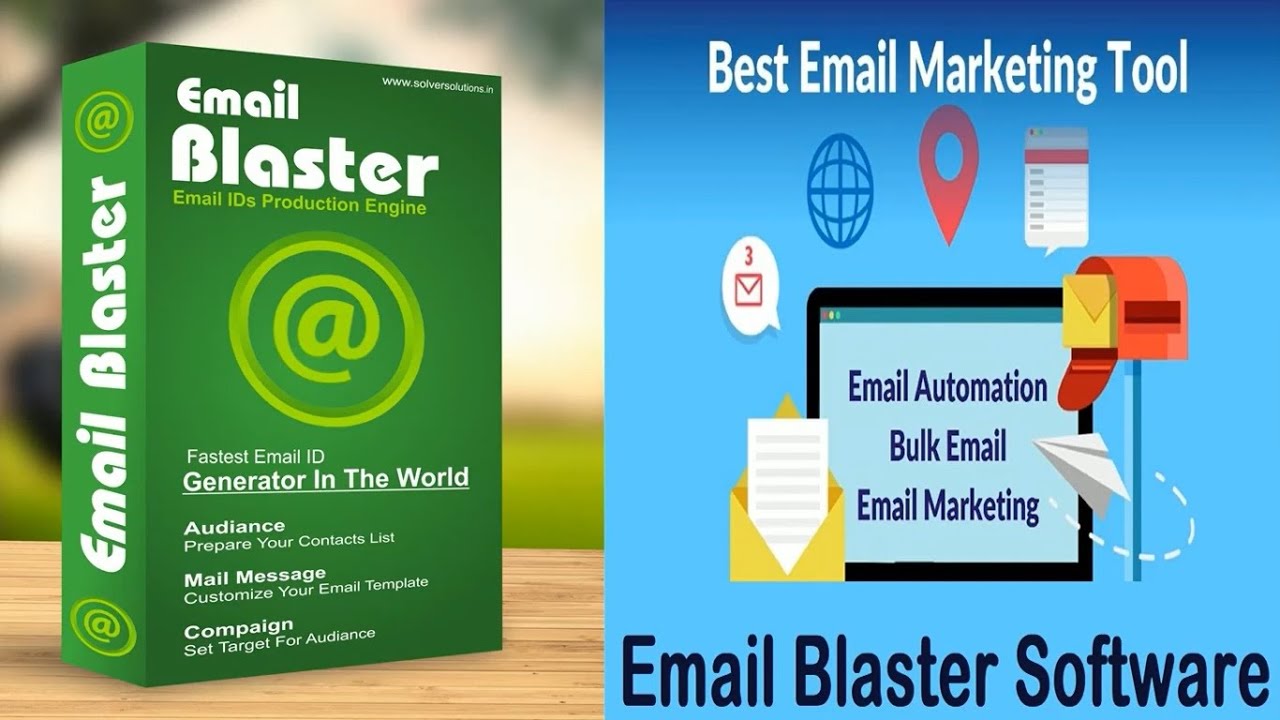 www.solversolutions.in
Email
Blaster
Email IDs Production Engine
@
Fastest Email ID
Generator In The World
Audiance
Prepare Your Contacts List
Mail Message
Customize Your Email Template
Compaign
Set Target For Audiance
@
Email Blaster
@
Best Email Marketing Tool
3
Email Automation
Bulk Email
Email Marketing
Email Blaster Software